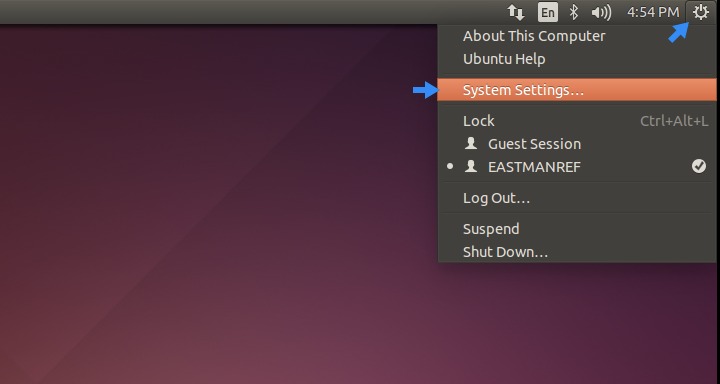 En 4:54 PM
About This Computer
Ubuntu Help
System Settings...
Lock Ctrl+Alt+L
Guest Session
EASTMANREF
Log Out...
Suspend
Shut Down...